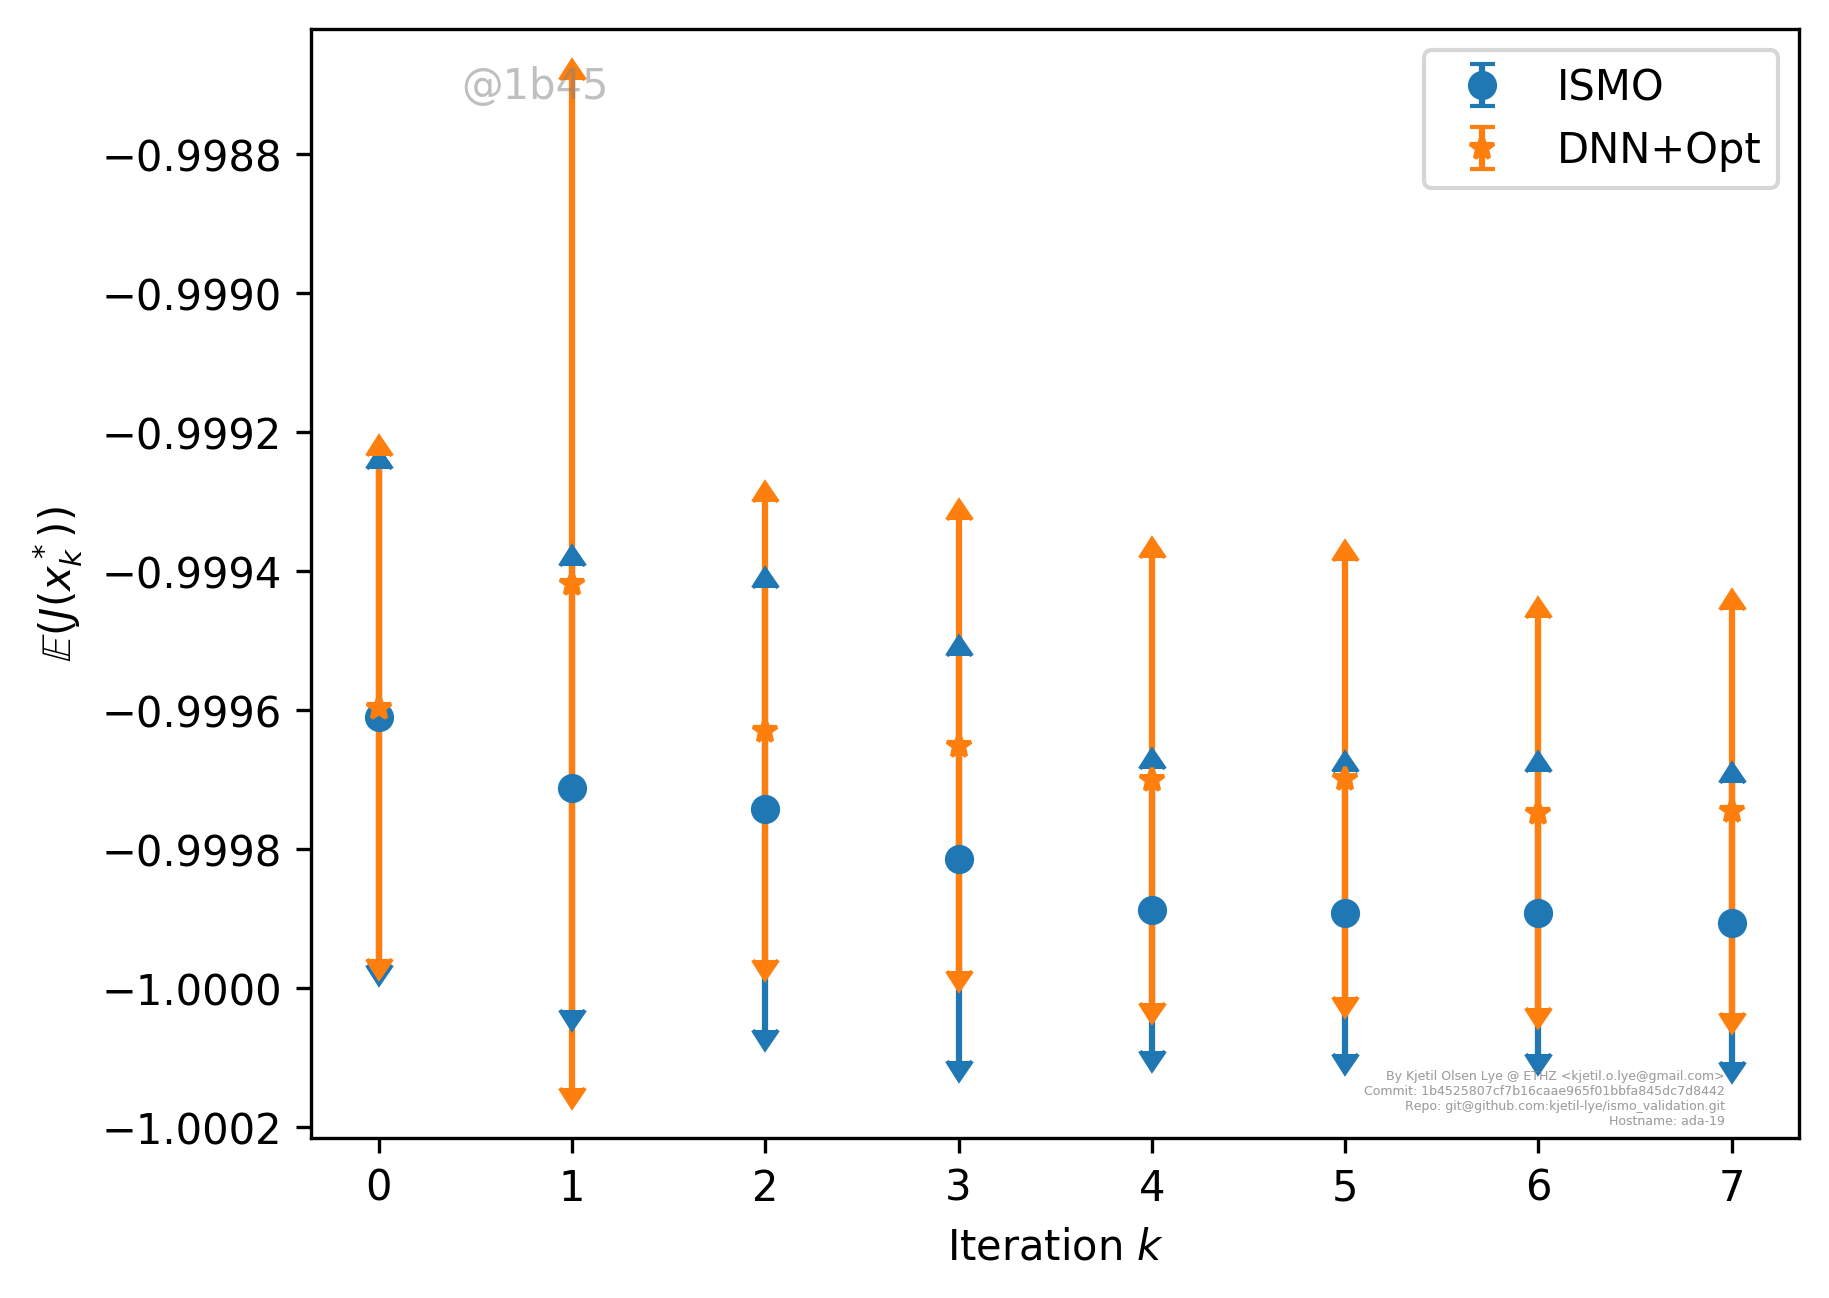 @1b45
ISMO
DNN+Opt
−0.9988
−0.9990
−0.9992
−0.9994
−0.9996
−0.9998
−1.0000
−1.0002
𝔼(J(x*k))
0 1 2 3 4 5 6 7
Iteration k
By Kjetil Olsen Lye @ ETHZ <kjetil.o.lye@gmail.com>
Commit: 1b4525807cf7b16caae965f01bbfa845dc7d8442
Repo: git@github.com:kjetil-lye/ismo_validation.git
Hostname: ada-19